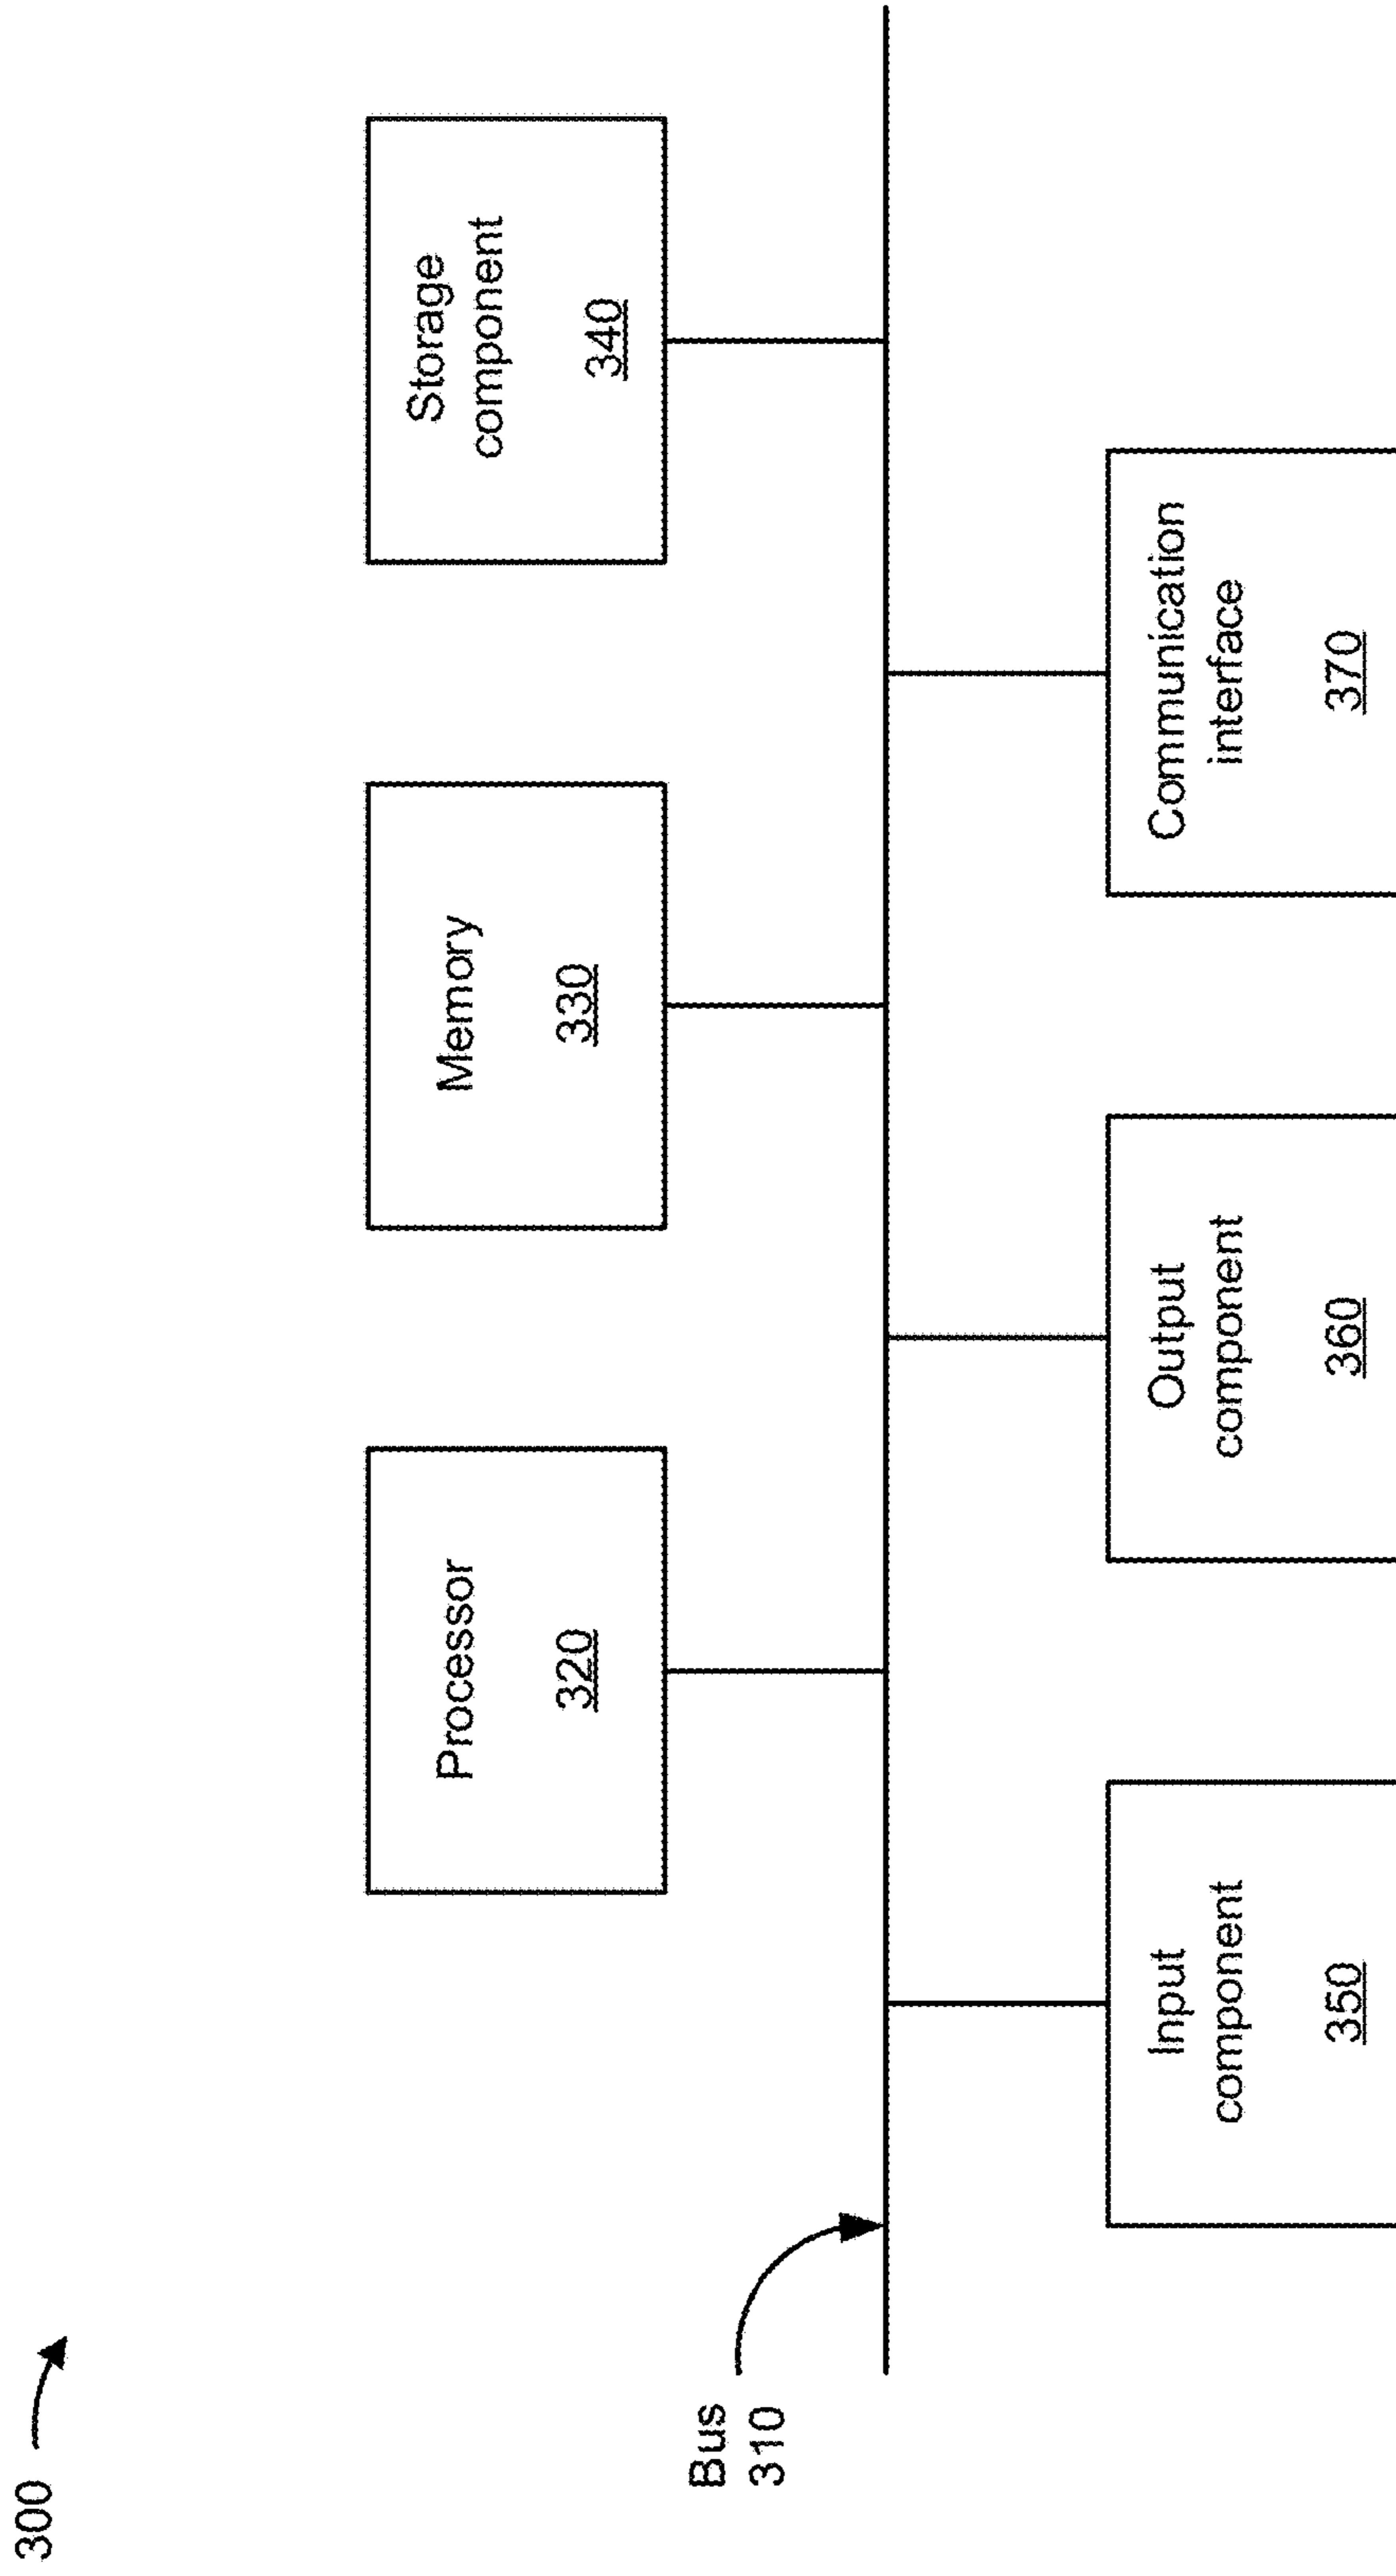 300
Bus
310
Processor
320
Memory
330
Storage
component
340
Input
component
350
Output
component
360
Communication
interface
370